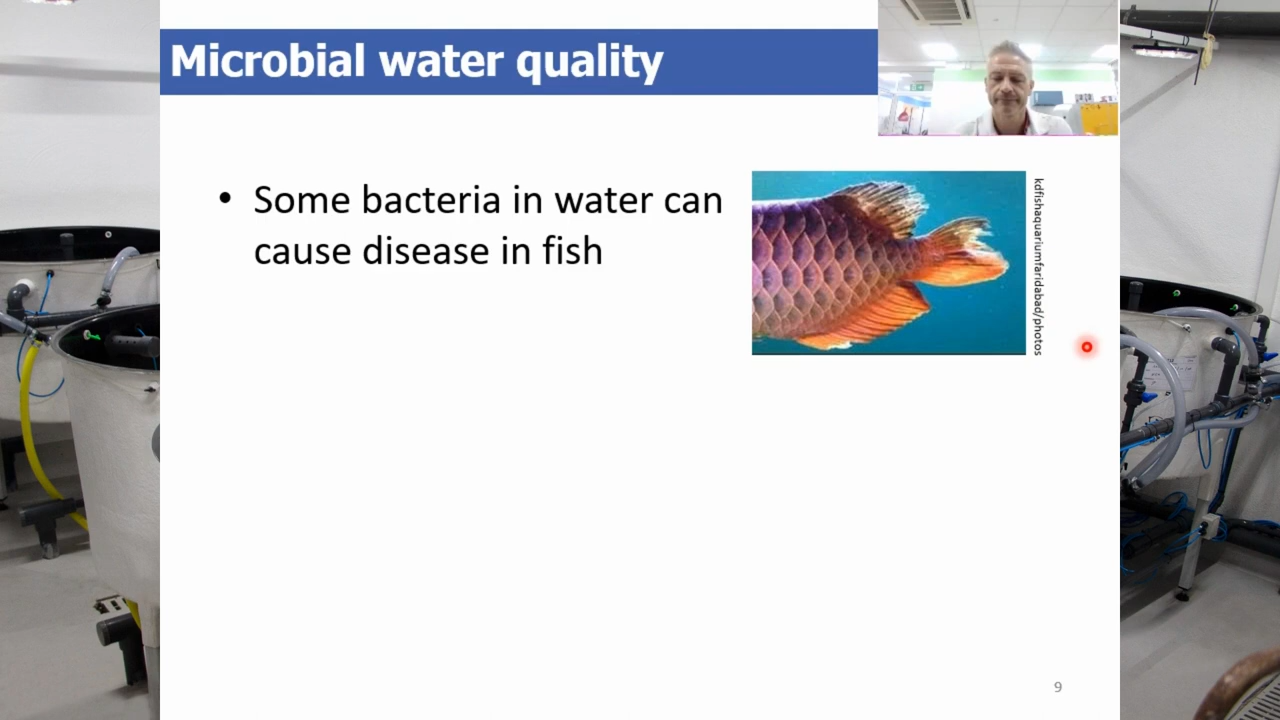 Microbial water quality
• Some bacteria in water can
cause disease in fish
kdfishaquariumfaridabad/photos
9